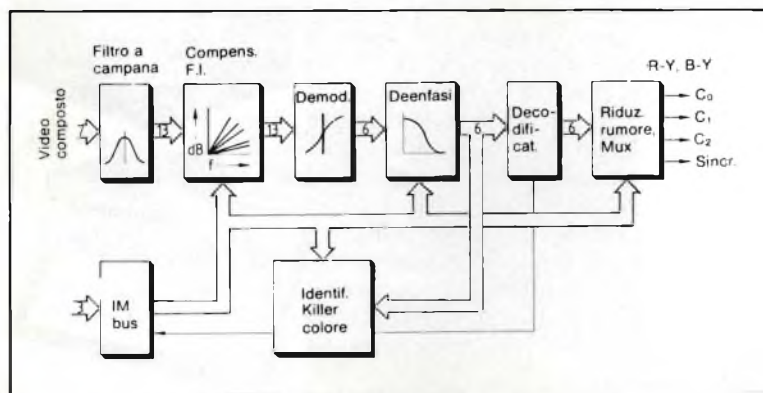 Filtro a
campana
Compens.
F.I.
R-Y, B-Y
Video
composto
7
13
dB
f
13
Demod.
6
Deenfasi
6
Deco-
difi-
cat.
6
Riduz.
rumore,
Mux
C₀
C₁
C₂
Sincr.
3
IM
bus
Identif.
Killer
colore